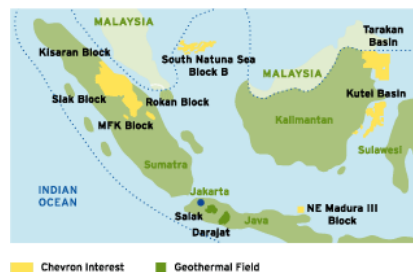 MALAYSIA
Tarakan
Basin
Kisaran Block
South Natuna Sea
Block B
MALAYSIA
Kutei Basin
Siak Block
Rokan Block
MFK Block
Kalimantan
Sulawesi
Sumatra
INDIAN
OCEAN
Jakarta
Salak
Java
NE Madura III
Block
Darajat
Chevron Interest
Geothermal Field